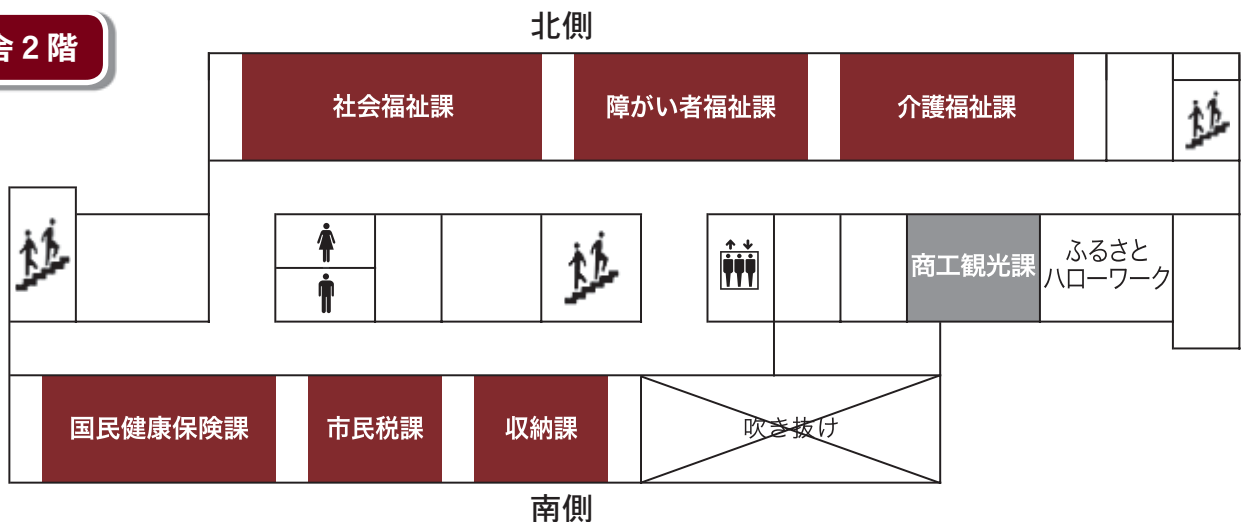 北側
舎2階
社会福祉課
障がい者福祉課
介護福祉課
商工観光課
ふるさと
ハローワーク
国民健康保険課
市民税課
収納課
吹き抜け
南側